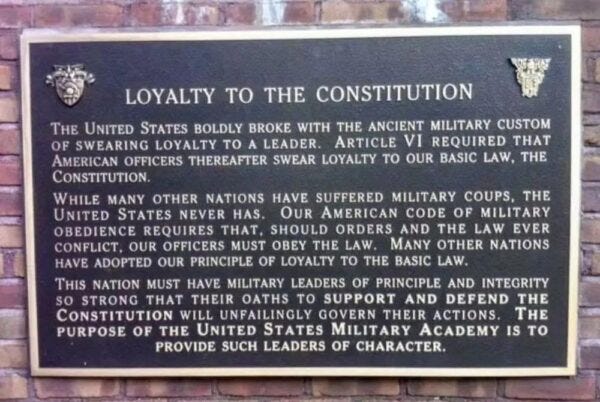 LOYALTY TO THE CONSTITUTION
THE UNITED STATES BOLDLY BROKE WITH THE ANCIENT MILITARY CUSTOM
OF SWEARING LOYALTY TO A LEADER. ARTICLE VI REQUIRED THAT
AMERICAN OFFICERS THEREAFTER SWEAR LOYALTY TO OUR BASIC LAW, THE
CONSTITUTION.
WHILE MANY OTHER NATIONS HAVE SUFFERED MILITARY COUPS, THE
UNITED STATES NEVER HAS. OUR AMERICAN CODE OF MILITARY
OBEDIENCE REQUIRES THAT, SHOULD ORDERS AND THE LAW EVER
CONFLICT, OUR OFFICERS MUST OBEY THE LAW. MANY OTHER NATIONS
HAVE ADOPTED OUR PRINCIPLE OF LOYALTY TO THE BASIC LAW.
THIS NATION MUST HAVE MILITARY LEADERS OF PRINCIPLE AND INTEGRITY
SO STRONG THAT THEIR OATHS TO SUPPORT AND DEFEND THE
CONSTITUTION WILL UNFAILINGLY GOVERN THEIR ACTIONS. THE
PURPOSE OF THE UNITED STATES MILITARY ACADEMY IS TO
PROVIDE SUCH LEADERS OF CHARACTER.